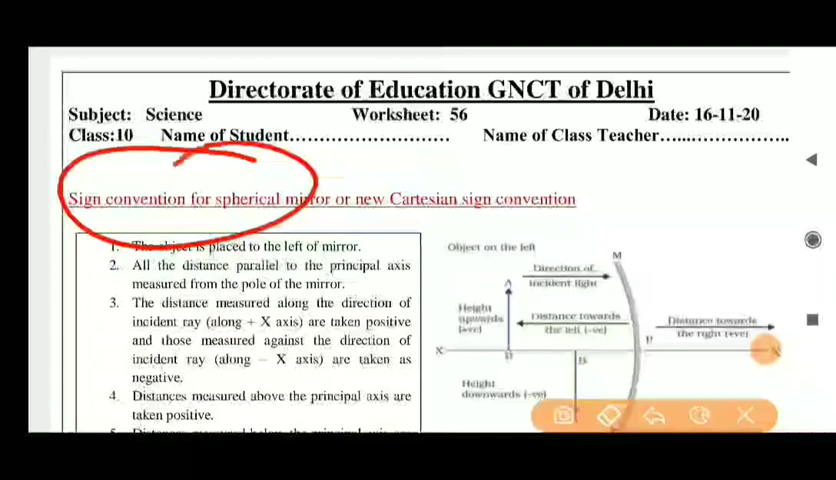 Directorate of Education GNCT of Delhi
Subject: Science Worksheet: 56 Date: 16-11-20
Class:10 Name of Student……………………… Name of Class Teacher…...……………..
Sign convention for spherical mirror or new Cartesian sign convention
1. The object is placed to the left of mirror.
2. All the distance parallel to the principal axis
measured from the pole of the mirror.
3. The distance measured along the direction of
incident ray (along + X axis) are taken positive
and those measured against the direction of
incident ray (along – X axis) are taken as
negative.
4. Distances measured above the principal axis are
taken positive.
Object on the left
M
A
Direction of
incident light
Height
upwards
(+ve)
Distance towards
the left (-ve)
Distance towards
the right (+ve)
X
B
P
B
Height
downwards (-ve)